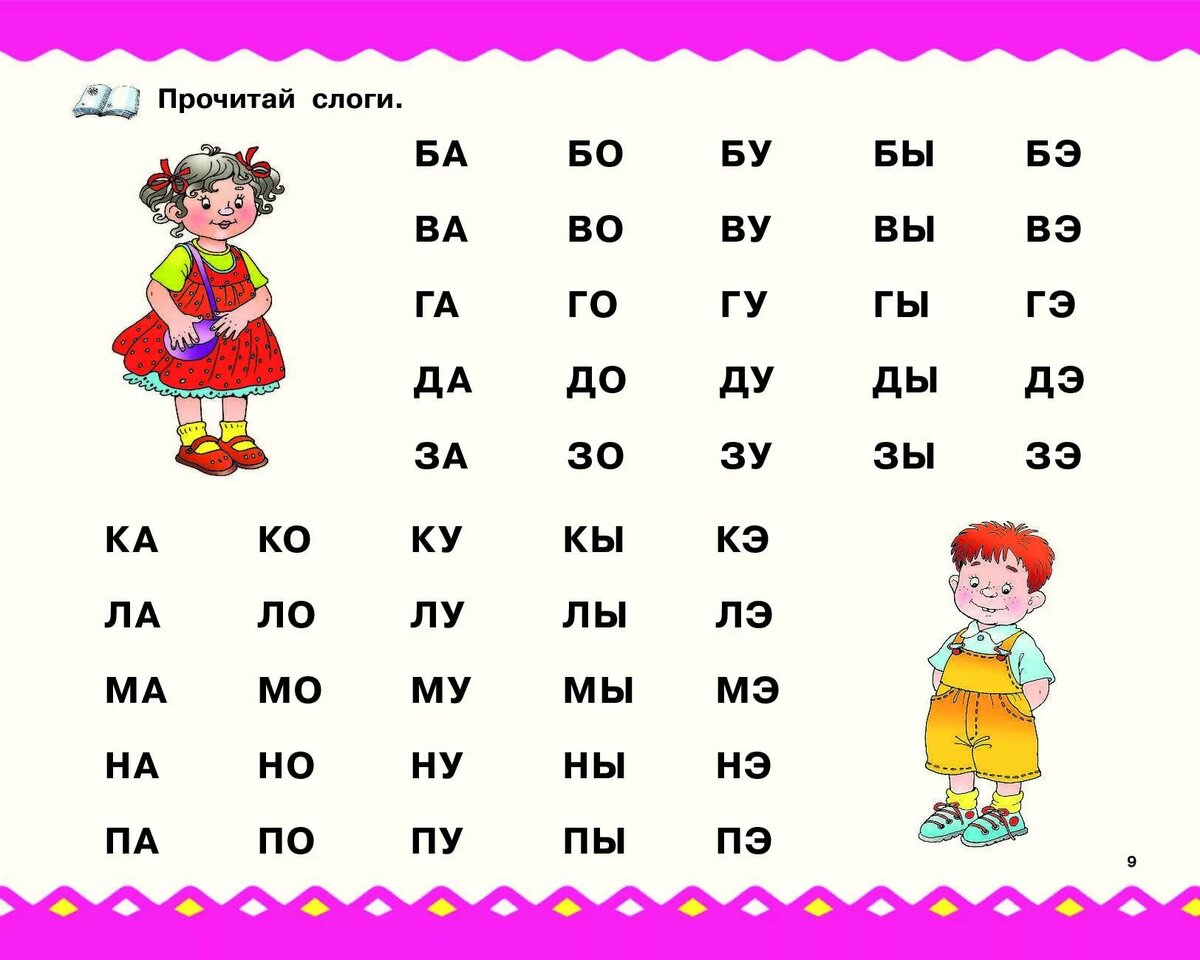 Прочитай слоги.
БА БО БУ БЫ БЭ
ВА ВО ВУ ВЫ ВЭ
ГА ГО ГУ ГЫ ГЭ
ДА ДО ДУ ДЫ ДЭ
ЗА ЗО ЗУ ЗЫ ЗЭ
КА КО КУ КЫ КЭ
ЛА ЛО ЛУ ЛЫ ЛЭ
МА МО МУ МЫ МЭ
НА НО НУ НЫ НЭ
ПА ПО ПУ ПЫ ПЭ
9